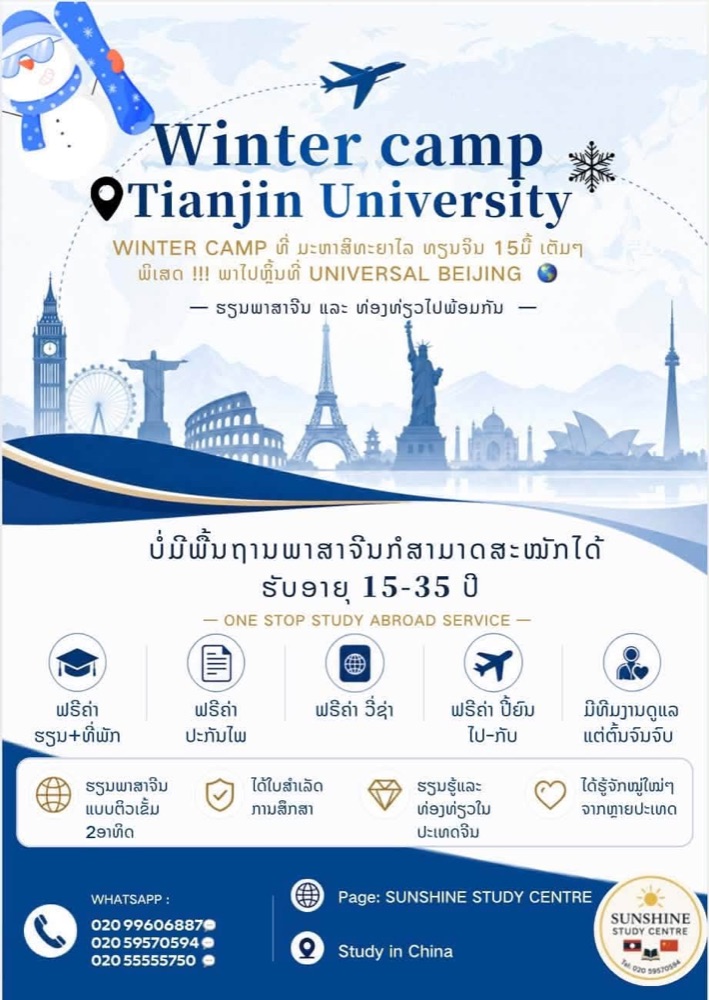 Winter camp
Tianjin University
WINTER CAMP ທີ່ ມະຫາສິທະຍາໄລ ທຽນຈິນ 15ມື້ ເຕັມໆ
ພິເສດ !!! ພາໄປຫຼິ້ນທີ່ UNIVERSAL BEIJING
— ຮຽນພາສາຈີນ ແລະ ທ່ອງທ່ຽວໄປພ້ອມກັນ —
ບໍ່ມີພື້ນຖານພາສາຈີນກໍສາມາດສະໝັກໄດ້
ຮັບອາຍຸ 15-35 ປີ
— ONE STOP STUDY ABROAD SERVICE —
ຟຣີຄ່າ
ຮຽນ+ທີ່ພັກ
ຟຣີຄ່າ
ປະກັນໄພ
ຟຣີຄ່າ ວີຊ່າ
ຟຣີຄ່າ ປີ້ຍົນ
ໄປ-ກັບ
ມີທີມງານດູແລ
ແຕ່ຕົ້ນຈົນຈົບ
ຮຽນພາສາຈີນ
ແບບຕິວເຂັ້ມ
2ອາທິດ
ໄດ້ໃບສຳເລັດ
ການສຶກສາ
ຮຽນຮູ້ແລະ
ທ່ອງທ່ຽວໃນ
ປະເທດຈີນ
ໄດ້ຮູ້ຈັກໝູ່ໃໝ່ໆ
ຈາກຫຼາຍປະເທດ
WHATSAPP :
020 99606887
020 59570594
020 55555750
Page: SUNSHINE STUDY CENTRE
Study in China
SUNSHINE
STUDY CENTRE
Tel: 020 59570594